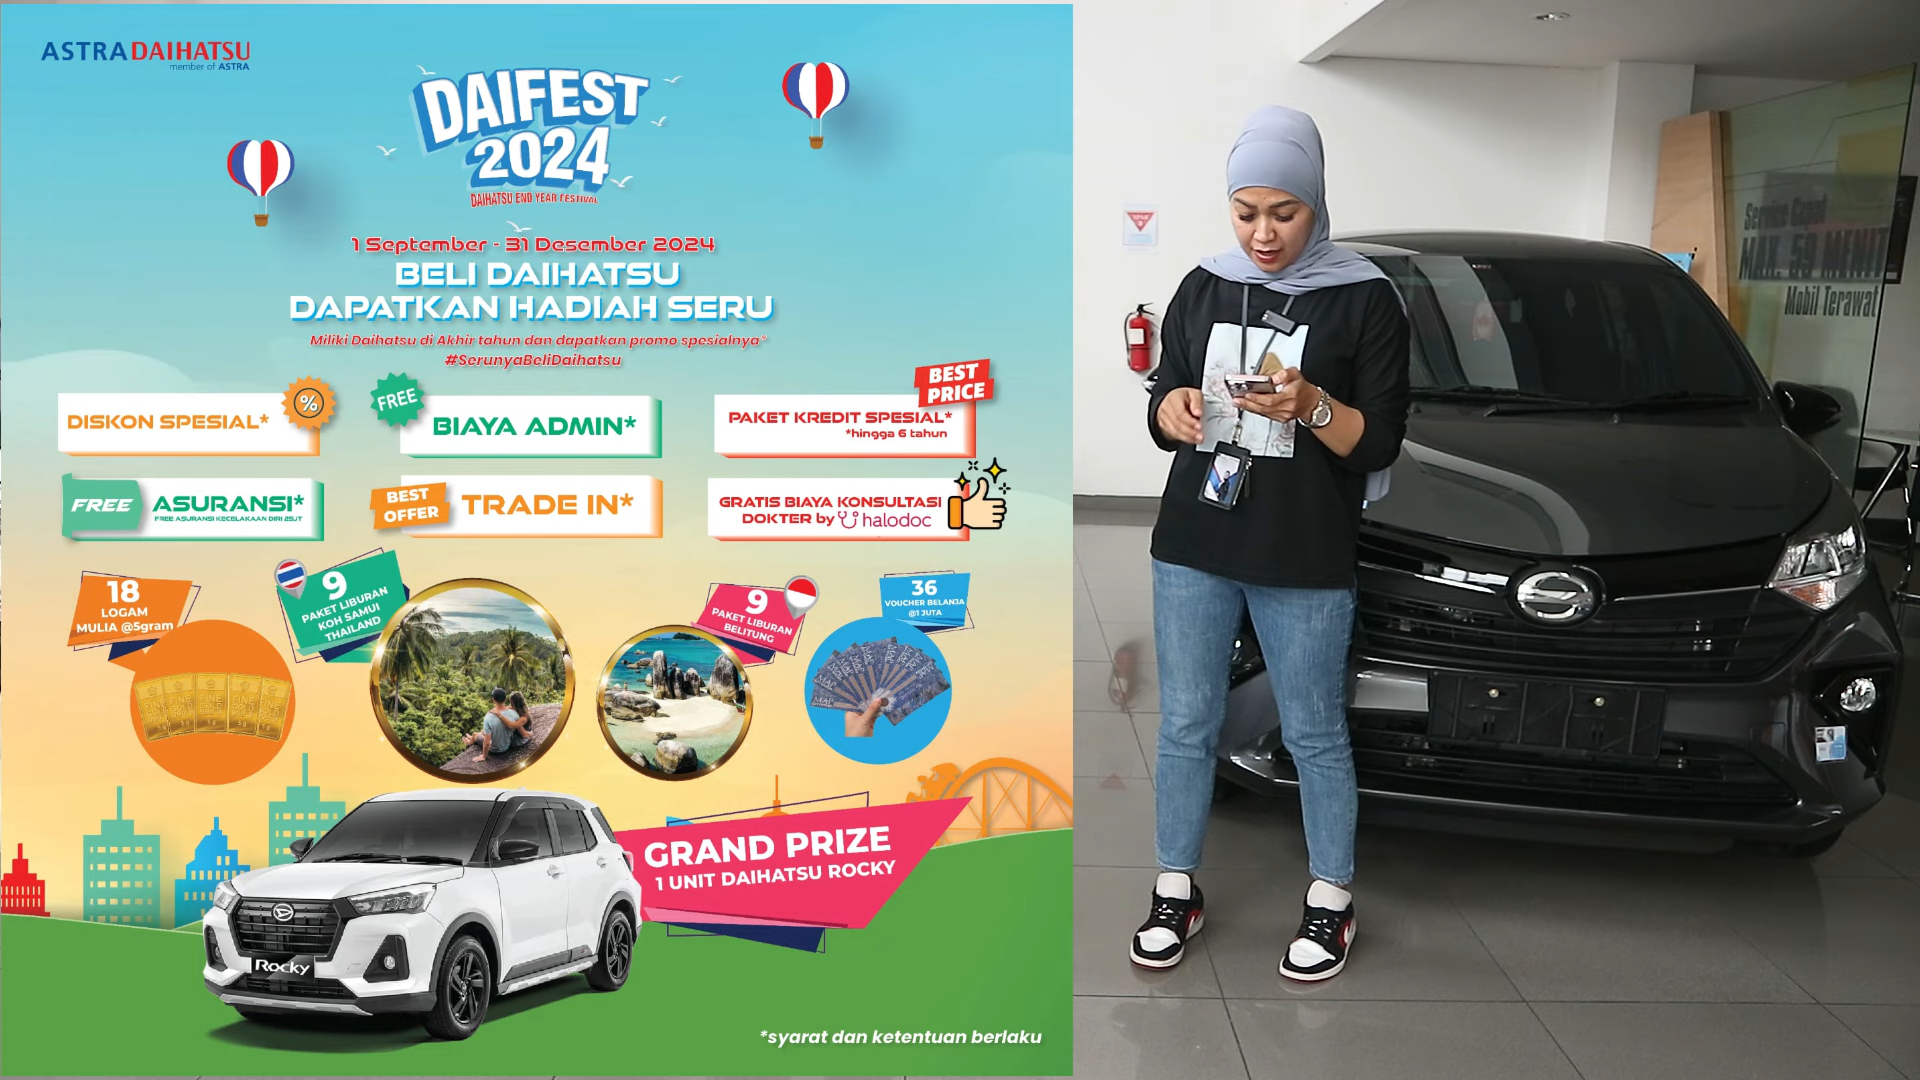 ASTRA DAIHATSU
member of ASTRA
DAIFEST
2024
DAIHATSU END YEAR FESTIVAL
1 September - 31 Desember 2024
BELI DAIHATSU
DAPATKAN HADIAH SERU
Miliki Daihatsu di Akhir tahun dan dapatkan promo spesialnya*
#SerunyaBeliDaihatsu
DISKON SPESIAL*
%
FREE
BIAYA ADMIN*
BEST
PRICE
PAKET KREDIT SPESIAL*
*hingga 6 tahun
FREE
ASURANSI*
FREE ASURANSI KECELAKAAN DIRI 25JT
BEST
OFFER
TRADE IN*
GRATIS BIAYA KONSULTASI
DOKTER by halodoc
18
LOGAM
MULIA @5gram
9
PAKET LIBURAN
KOH SAMUI
THAILAND
9
PAKET LIBURAN
BELITUNG
36
VOUCHER BELANJA
@1 JUTA
GRAND PRIZE
1 UNIT DAIHATSU ROCKY
Rocky
*syarat dan ketentuan berlaku
Service Cepat
MAX. 59 MENIT
Mobil Terawat